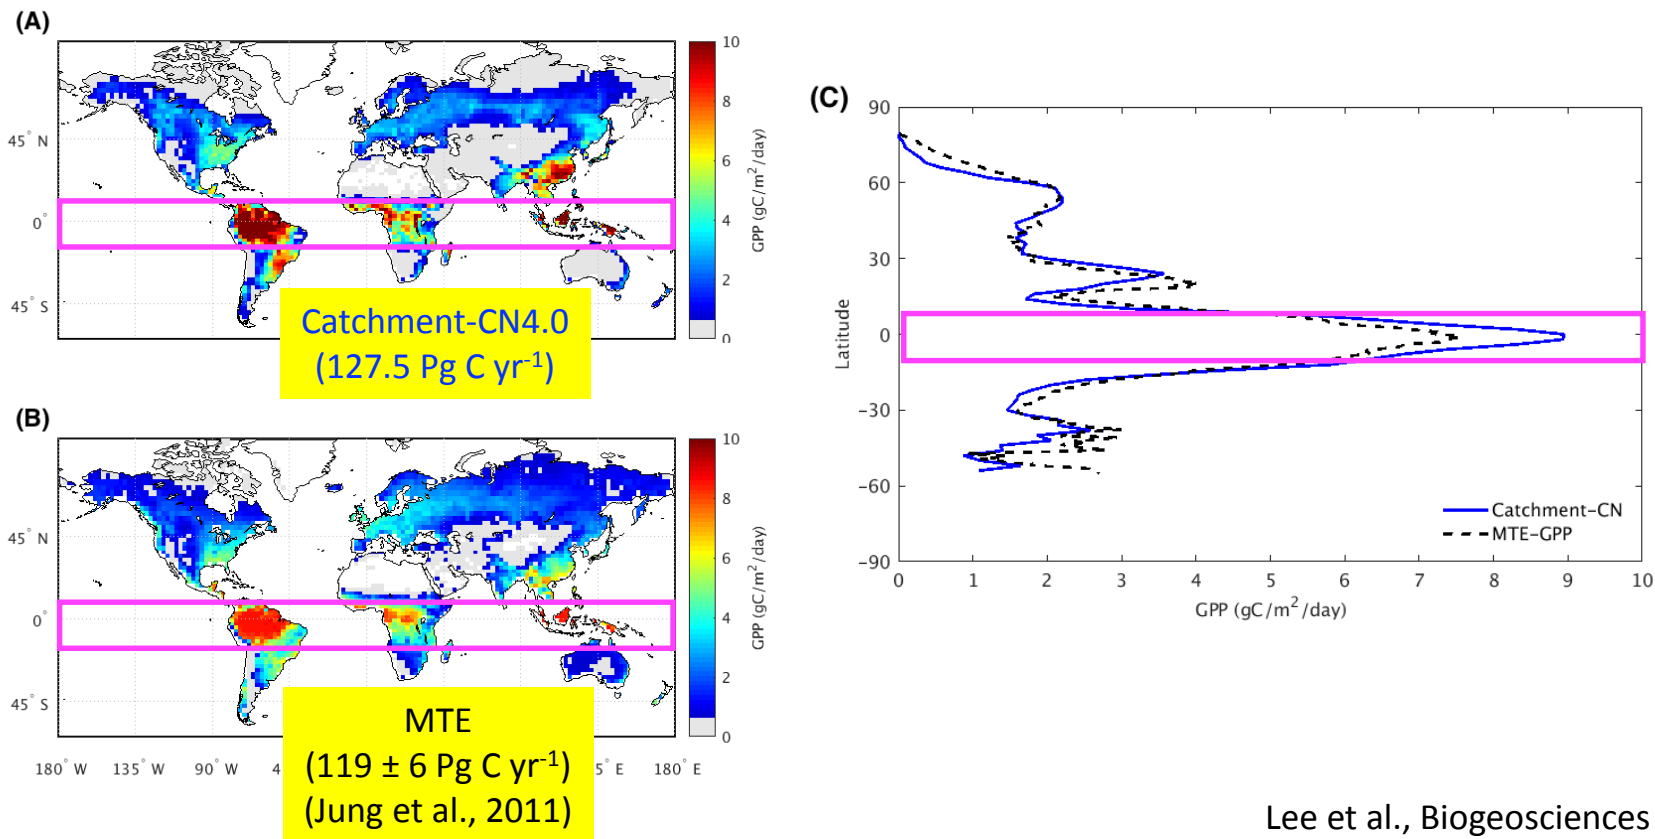 (A)
45° N
0°
45° S
10
8
6
4
2
0
GPP (gC/m²/day)
Catchment-CN4.0
(127.5 Pg C yr⁻¹)
(B)
45° N
0°
45° S
180° W
135° W
90° W
4
5° E
180° E
10
8
6
4
2
0
GPP (gC/m²/day)
MTE
(119 ± 6 Pg C yr⁻¹)
(Jung et al., 2011)
(C)
90
60
30
0
−30
−60
−90
Latitude
0 1 2 3 4 5 6 7 8 9 10
GPP (gC/m²/day)
Catchment−CN
MTE−GPP
Lee et al., Biogeosciences